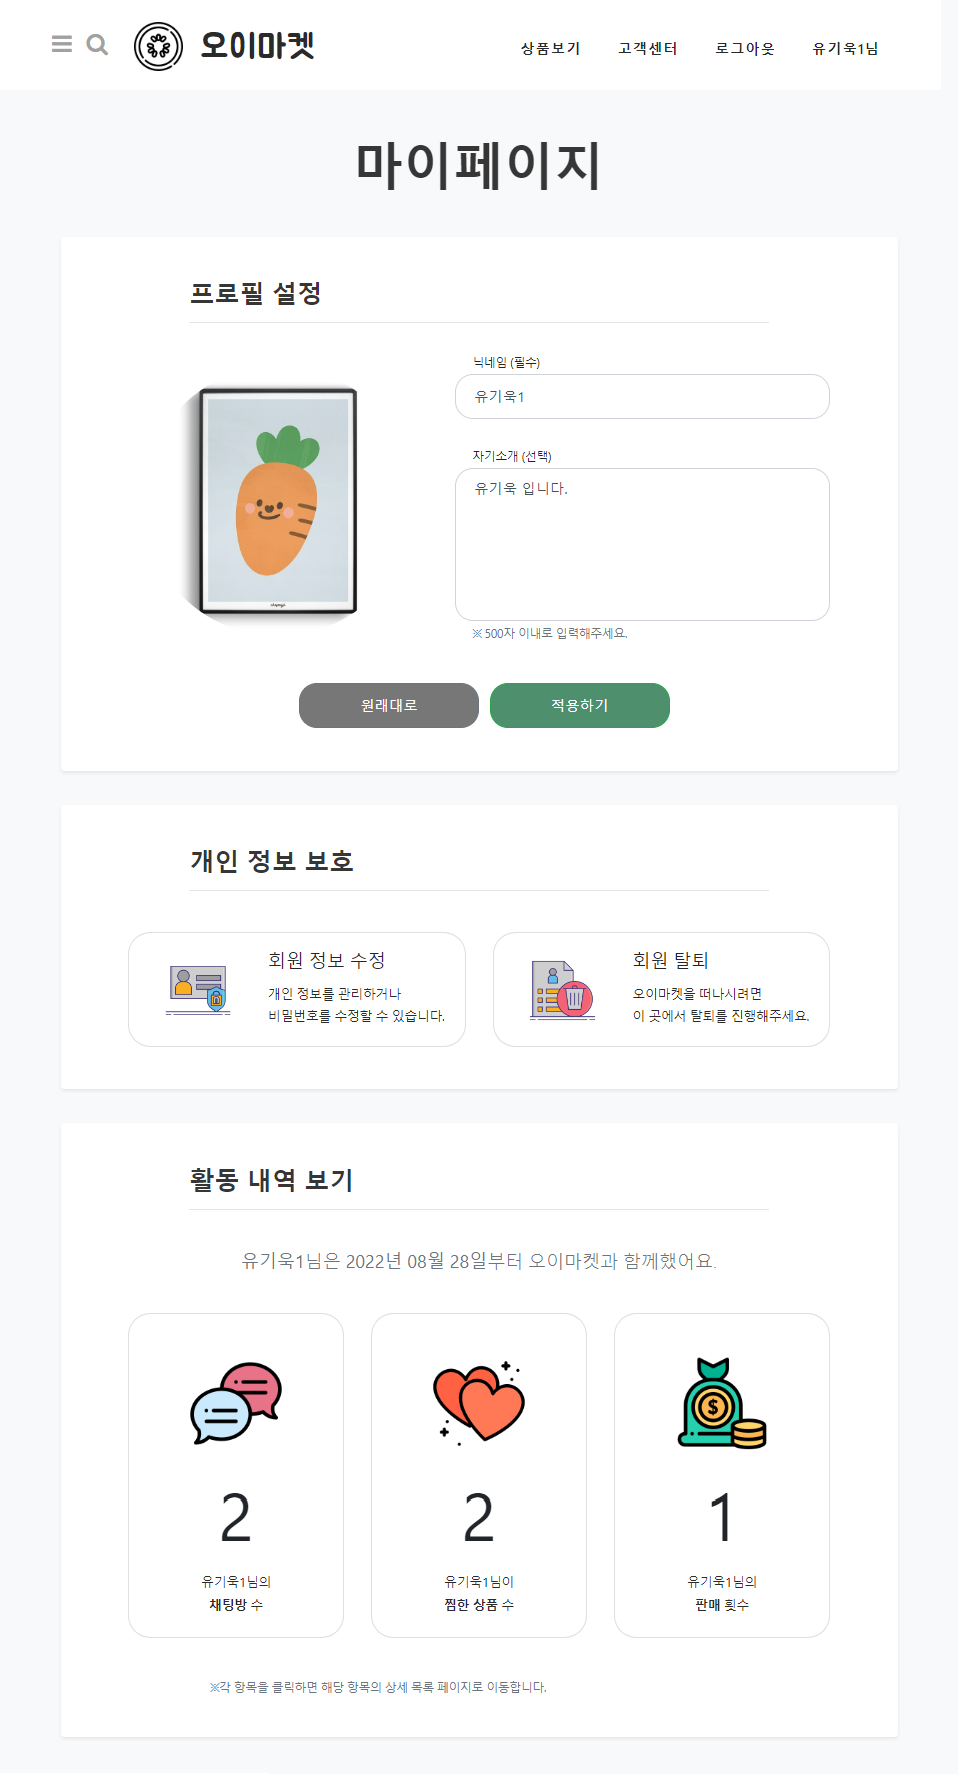 오이마켓
상품보기 고객센터 로그아웃 유기욱1님
마이페이지
프로필 설정
닉네임 (필수)
유기욱1
자기소개 (선택)
유기욱 입니다.
※ 500자 이내로 입력해주세요.
원래대로 적용하기
개인 정보 보호
회원 정보 수정
개인 정보를 관리하거나
비밀번호를 수정할 수 있습니다.
회원 탈퇴
오이마켓을 떠나시려면
이 곳에서 탈퇴를 진행해주세요.
활동 내역 보기
유기욱1님은 2022년 08월 28일부터 오이마켓과 함께했어요.
2
유기욱1님의
채팅방 수
2
유기욱1님이
찜한 상품 수
$
1
유기욱1님의
판매 횟수
※각 항목을 클릭하면 해당 항목의 상세 목록 페이지로 이동합니다.